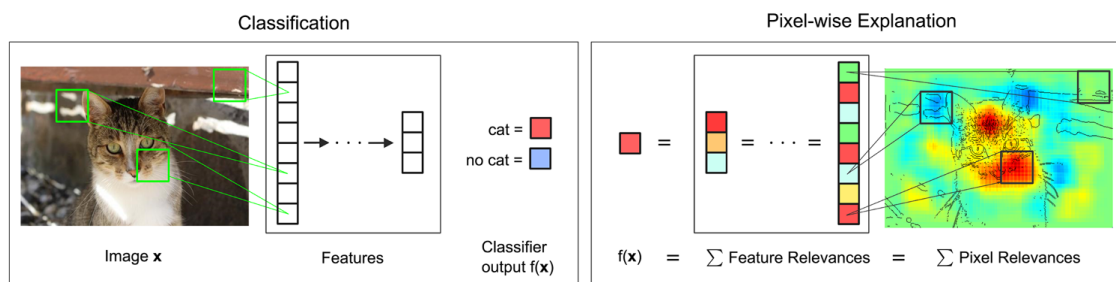 Classification
cat =
no cat =
Image x
Features
Classifier
output f(x)
Pixel-wise Explanation
= = · · · =
f(x) = ∑ Feature Relevances = ∑ Pixel Relevances